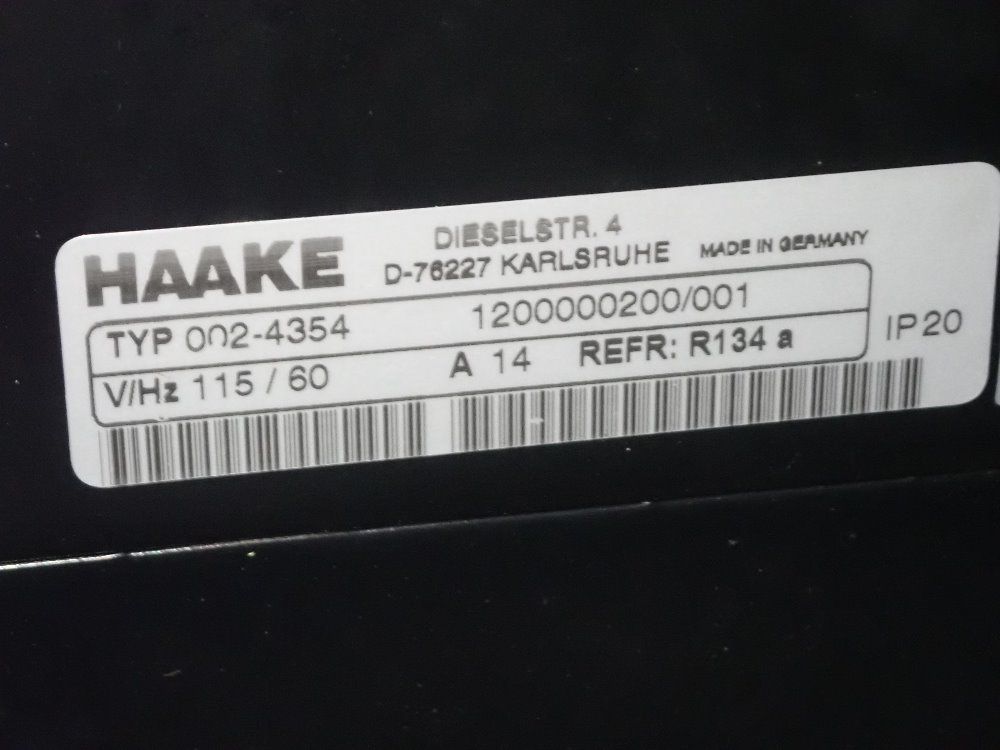 HAAKE
DIESELSTR. 4
D-76227 KARLSRUHE
MADE IN GERMANY
TYP 002-4354 1200000200/001
V/Hz 115 / 60 A 14 REFR: R134 a
IP20